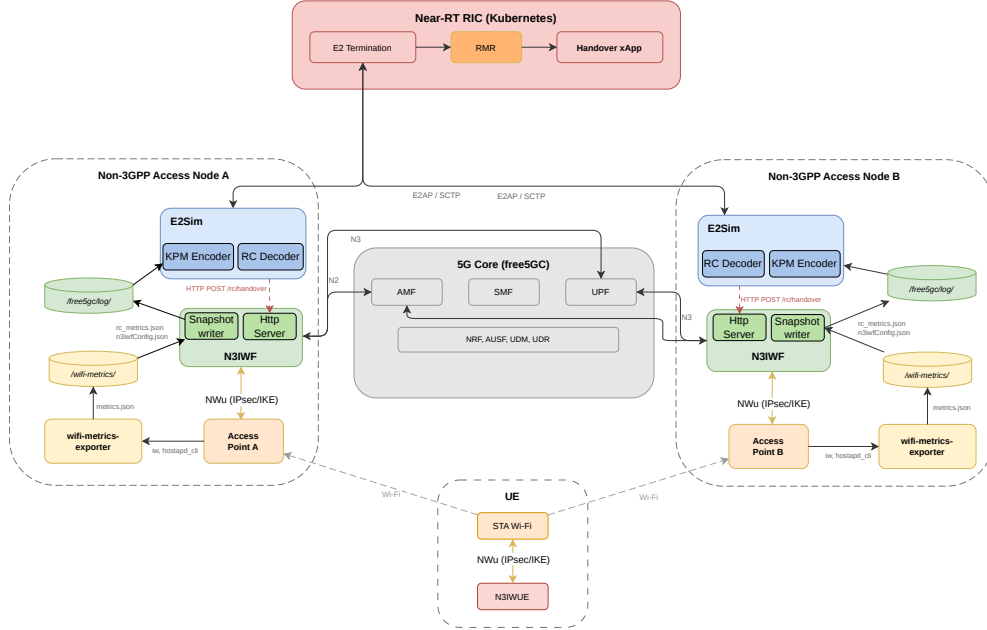 Near-RT RIC (Kubernetes)
E2 Termination
RMR
Handover xApp
Non-3GPP Access Node A
Non-3GPP Access Node B
E2AP / SCTP
E2AP / SCTP
E2Sim
KPM Encoder
RC Decoder
HTTP POST /rc/handover
/free5gc/log/
rc_metrics.json
n3iwfConfig.json
Snapshot
writer
Http
Server
N3IWF
/wifi-metrics/
metrics.json
NWu (IPsec/IKE)
wifi-metrics-
exporter
iw, hostapd_cli
Access
Point A
N3
N2
5G Core (free5GC)
AMF
SMF
UPF
NRF, AUSF, UDM, UDR
N3
E2Sim
RC Decoder
KPM Encoder
HTTP POST /rc/handover
/free5gc/log/
rc_metrics.json
n3iwfConfig.json
Http
Server
Snapshot
writer
N3IWF
/wifi-metrics/
metrics.json
NWu (IPsec/IKE)
Access
Point B
iw, hostapd_cli
wifi-metrics-
exporter
Wi-Fi
Wi-Fi
UE
STA Wi-Fi
NWu (IPsec/IKE)
N3IWUE